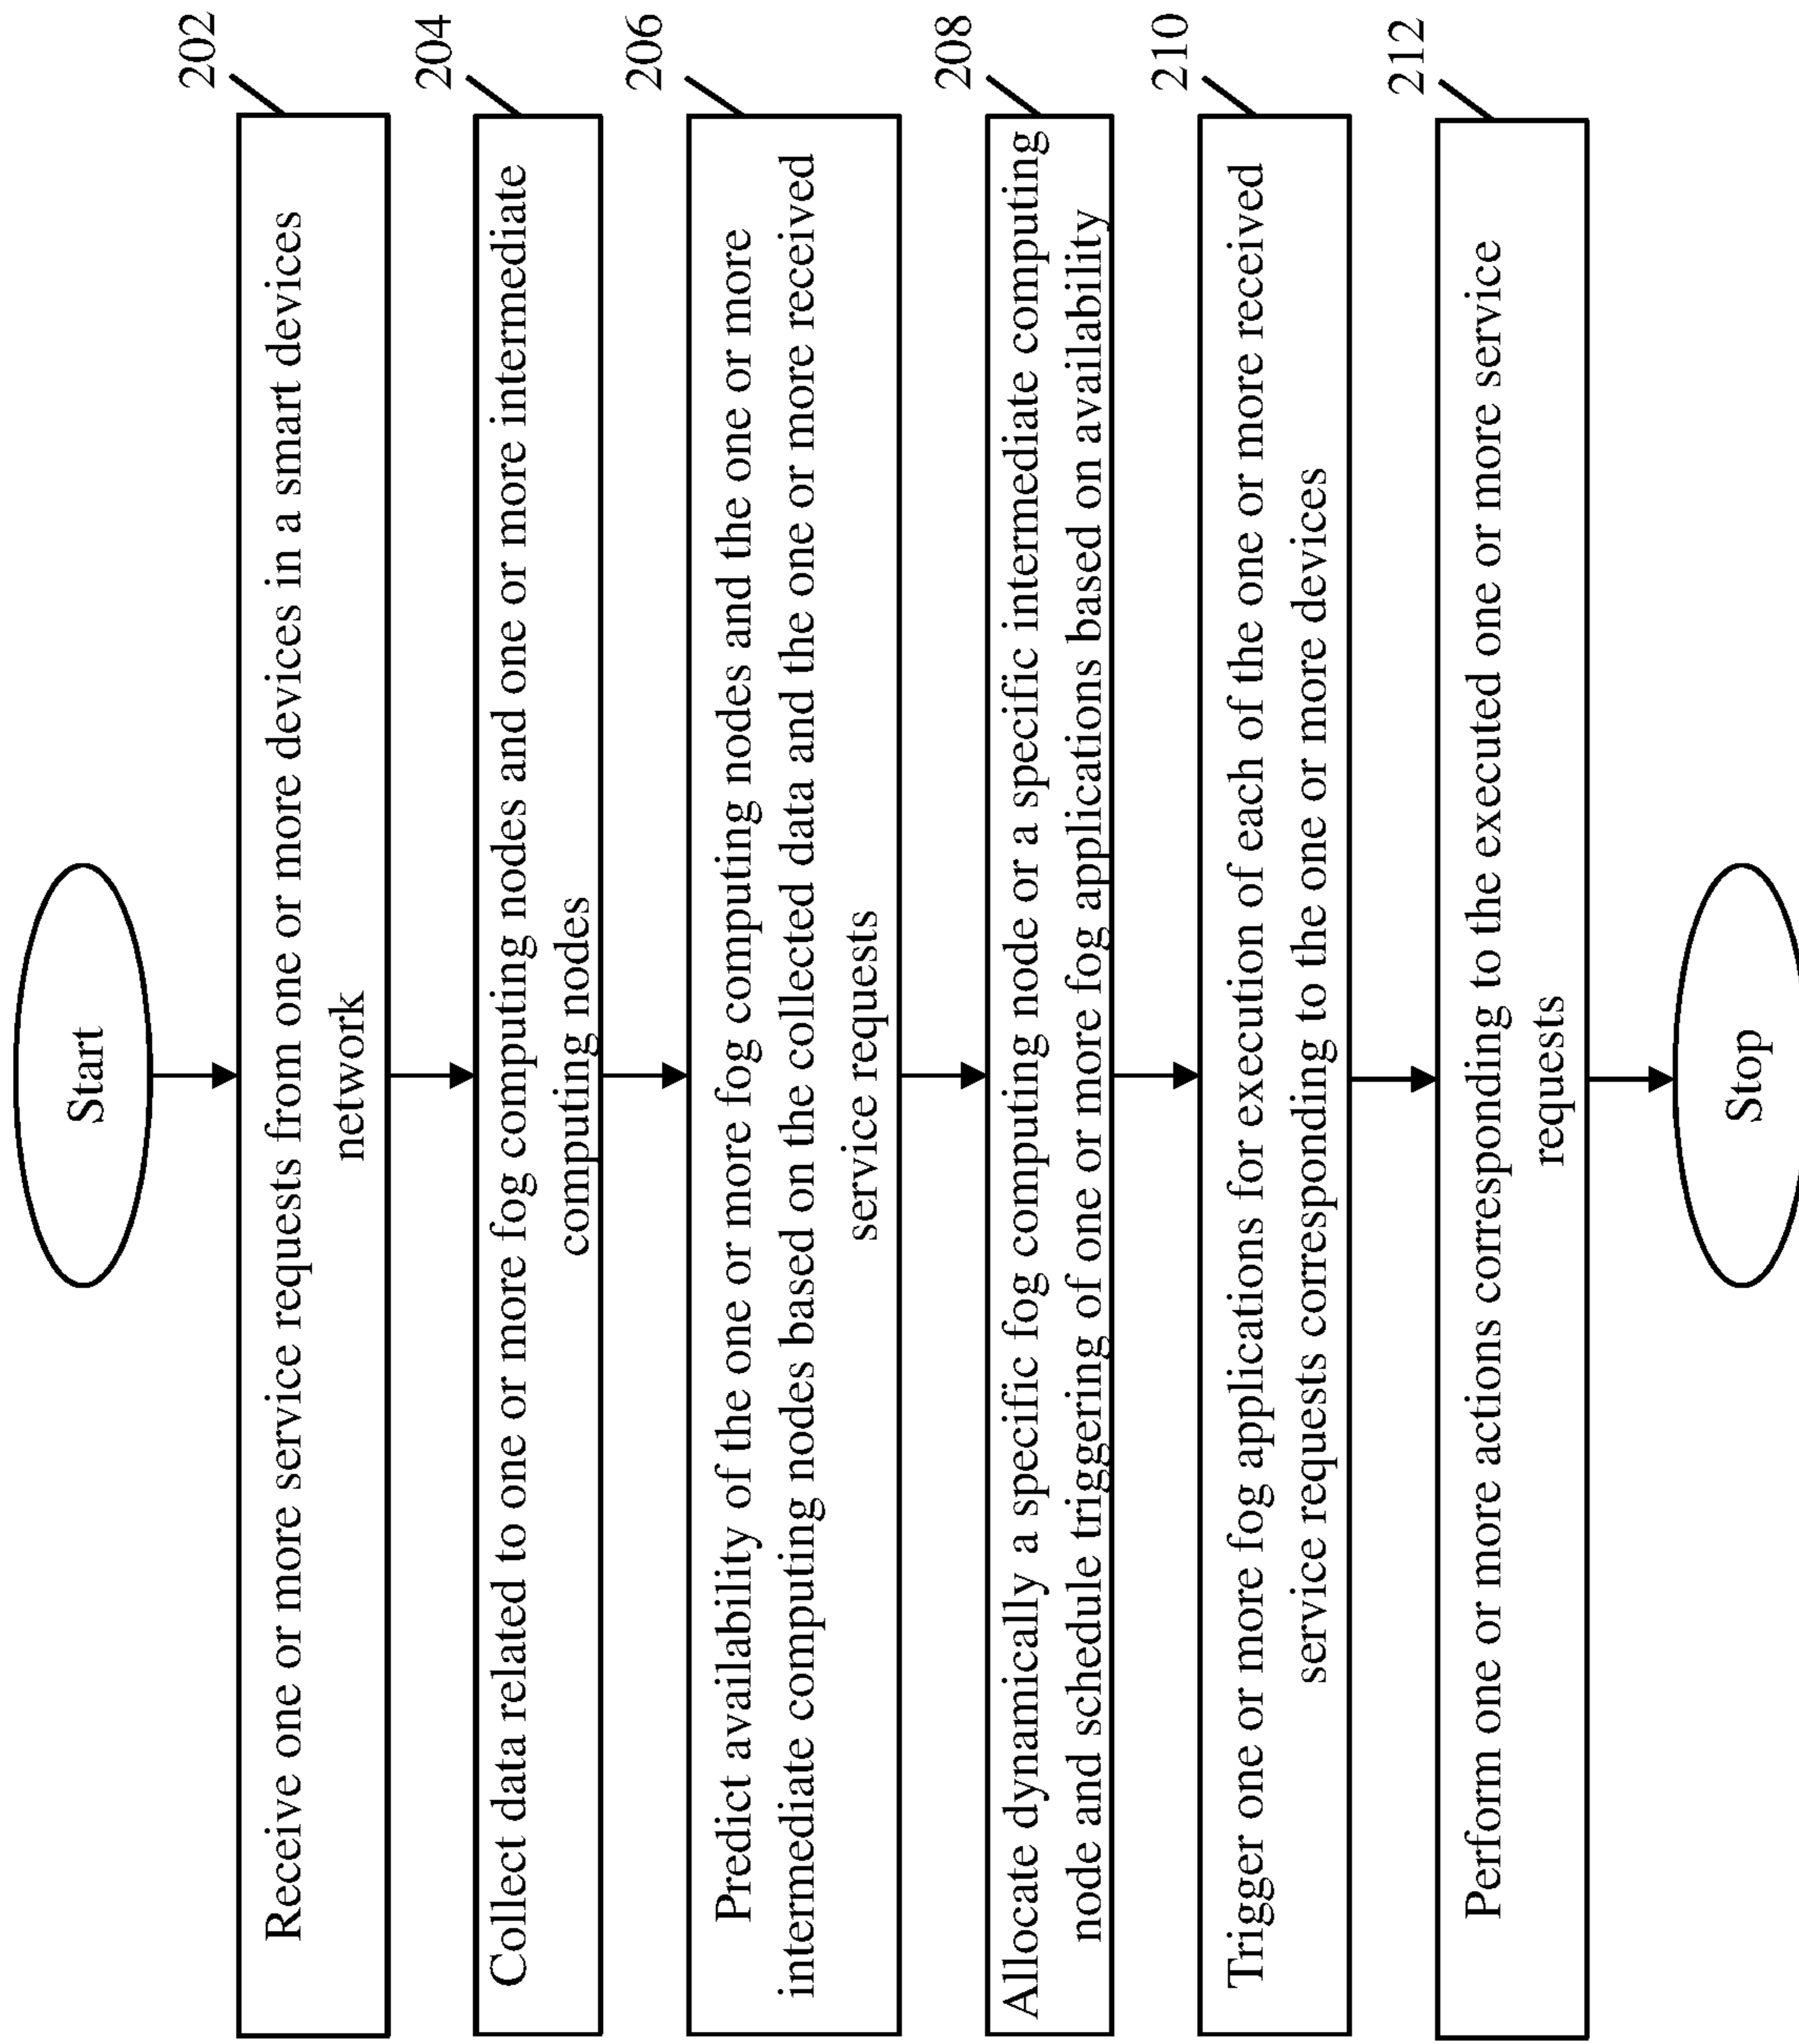 Start
202
Receive one or more service requests from one or more devices in a smart devices
network
204
Collect data related to one or more fog computing nodes and one or more intermediate
computing nodes
206
Predict availability of the one or more fog computing nodes and the one or more
intermediate computing nodes based on the collected data and the one or more received
service requests
208
Allocate dynamically a specific fog computing node or a specific intermediate computing
node and schedule triggering of one or more fog applications based on availability
210
Trigger one or more fog applications for execution of each of the one or more received
service requests corresponding to the one or more devices
212
Perform one or more actions corresponding to the executed one or more service
requests
Stop